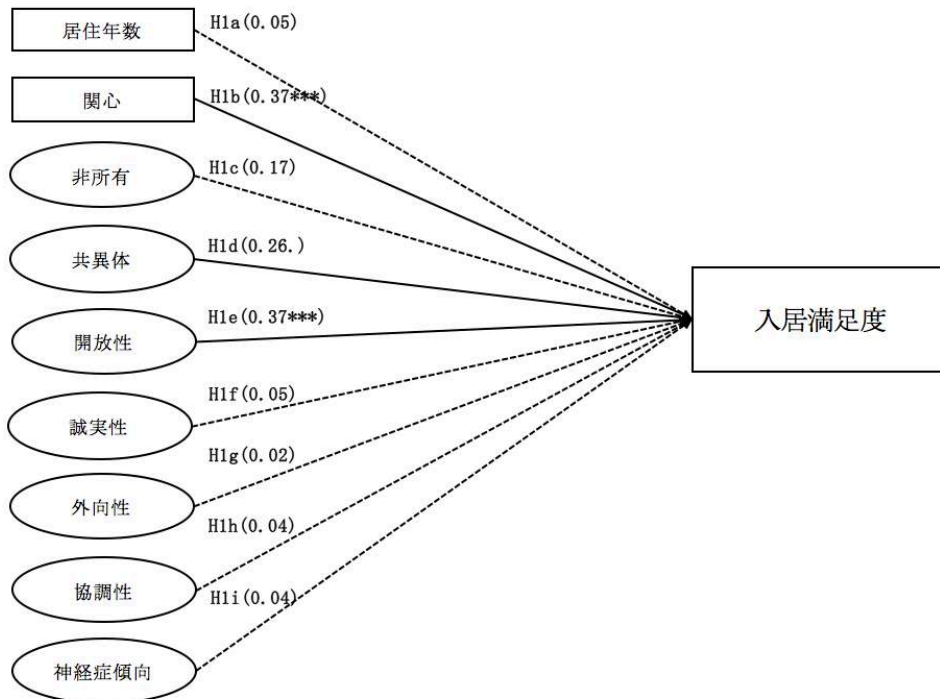 居住年数
H1a(0.05)
関心
H1b(0.37***)
非所有
H1c(0.17)
共異体
H1d(0.26.)
開放性
H1e(0.37***)
誠実性
H1f(0.05)
外向性
H1g(0.02)
協調性
H1h(0.04)
神経症傾向
H1i(0.04)
入居満足度